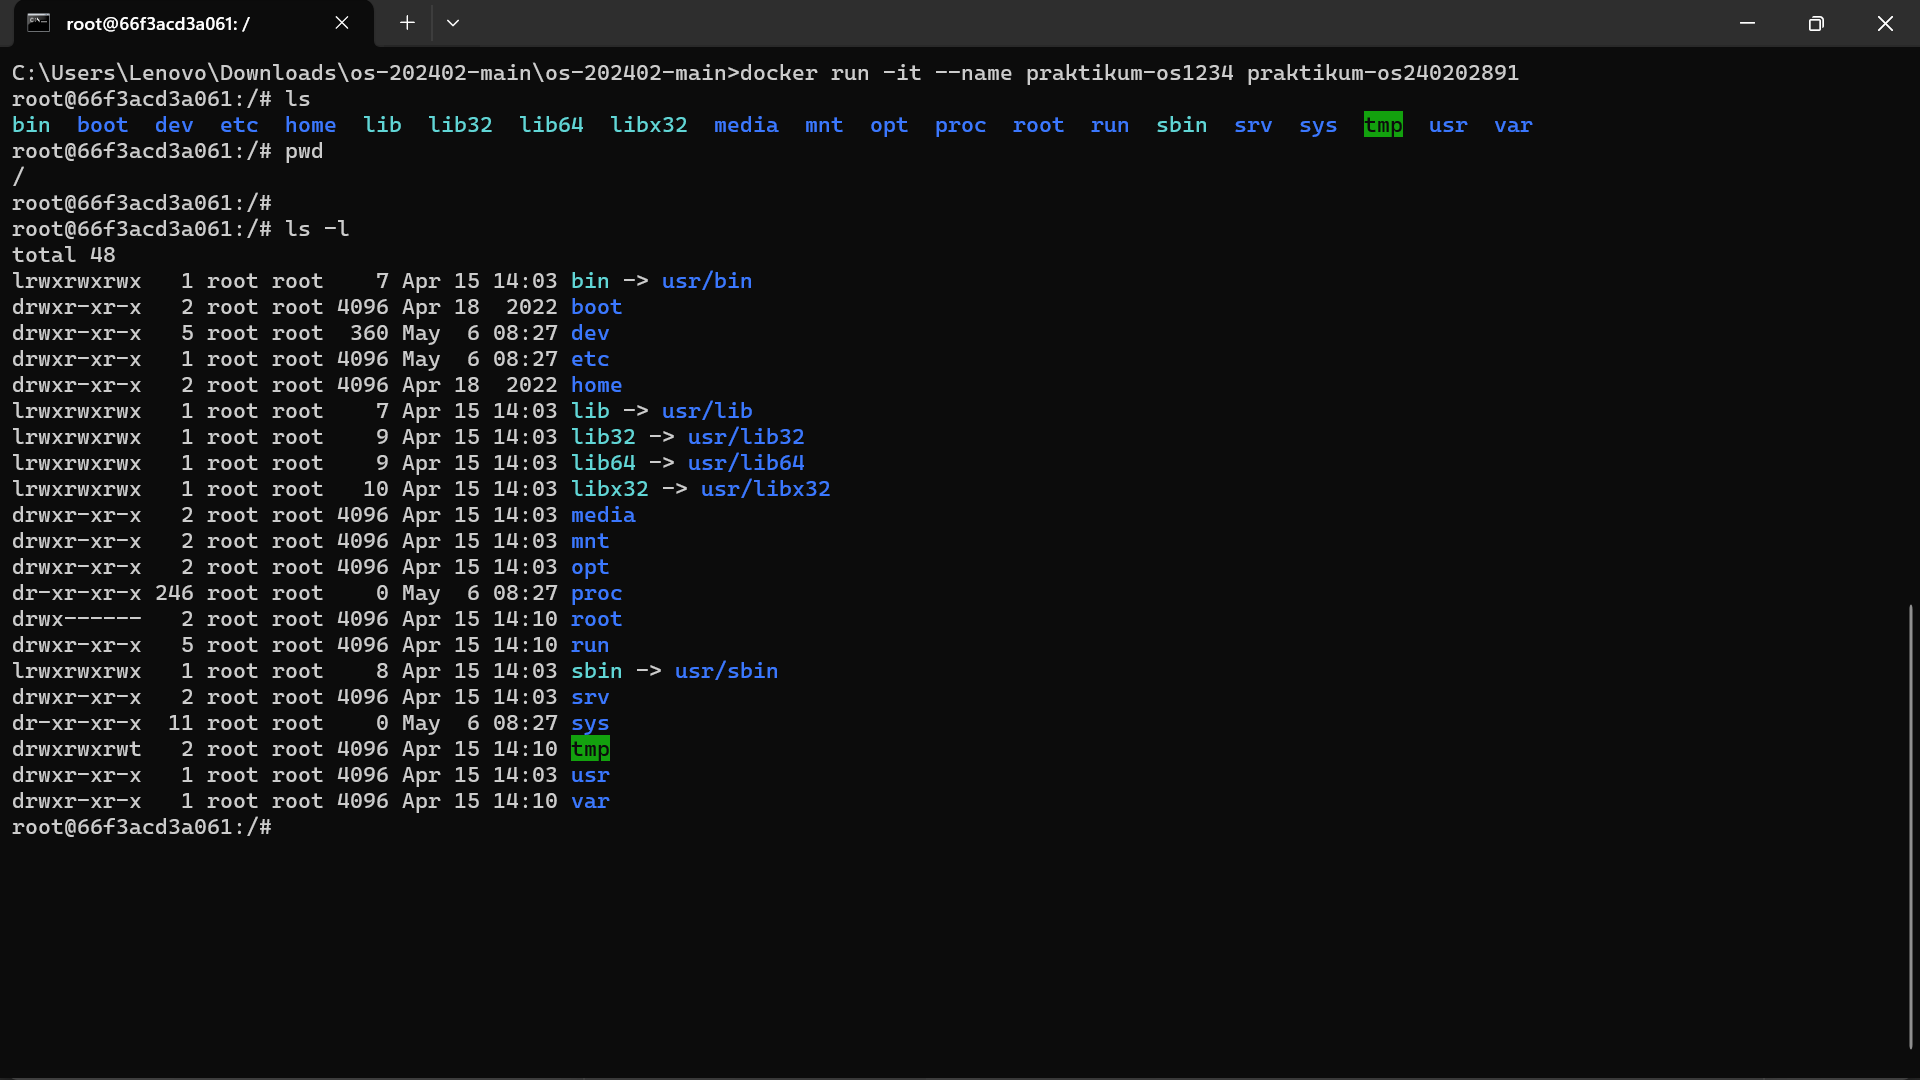 root@66f3acd3a061: /
C:\Users\Lenovo\Downloads\os-202402-main\os-202402-main>docker run -it --name praktikum-os1234 praktikum-os240202891
root@66f3acd3a061:/# ls
bin  boot  dev  etc  home  lib  lib32  lib64  libx32  media  mnt  opt  proc  root  run  sbin  srv  sys  tmp  usr  var
root@66f3acd3a061:/# pwd
/
root@66f3acd3a061:/#
root@66f3acd3a061:/# ls -l
total 48
lrwxrwxrwx   1 root root    7 Apr 15 14:03 bin -> usr/bin
drwxr-xr-x   2 root root 4096 Apr 18  2022 boot
drwxr-xr-x   5 root root  360 May  6 08:27 dev
drwxr-xr-x   1 root root 4096 May  6 08:27 etc
drwxr-xr-x   2 root root 4096 Apr 18  2022 home
lrwxrwxrwx   1 root root    7 Apr 15 14:03 lib -> usr/lib
lrwxrwxrwx   1 root root    9 Apr 15 14:03 lib32 -> usr/lib32
lrwxrwxrwx   1 root root    9 Apr 15 14:03 lib64 -> usr/lib64
lrwxrwxrwx   1 root root   10 Apr 15 14:03 libx32 -> usr/libx32
drwxr-xr-x   2 root root 4096 Apr 15 14:03 media
drwxr-xr-x   2 root root 4096 Apr 15 14:03 mnt
drwxr-xr-x   2 root root 4096 Apr 15 14:03 opt
dr-xr-xr-x 246 root root    0 May  6 08:27 proc
drwx------   2 root root 4096 Apr 15 14:10 root
drwxr-xr-x   5 root root 4096 Apr 15 14:10 run
lrwxrwxrwx   1 root root    8 Apr 15 14:03 sbin -> usr/sbin
drwxr-xr-x   2 root root 4096 Apr 15 14:03 srv
dr-xr-xr-x  11 root root    0 May  6 08:27 sys
drwxrwxrwt   2 root root 4096 Apr 15 14:10 tmp
drwxr-xr-x   1 root root 4096 Apr 15 14:03 usr
drwxr-xr-x   1 root root 4096 Apr 15 14:10 var
root@66f3acd3a061:/#